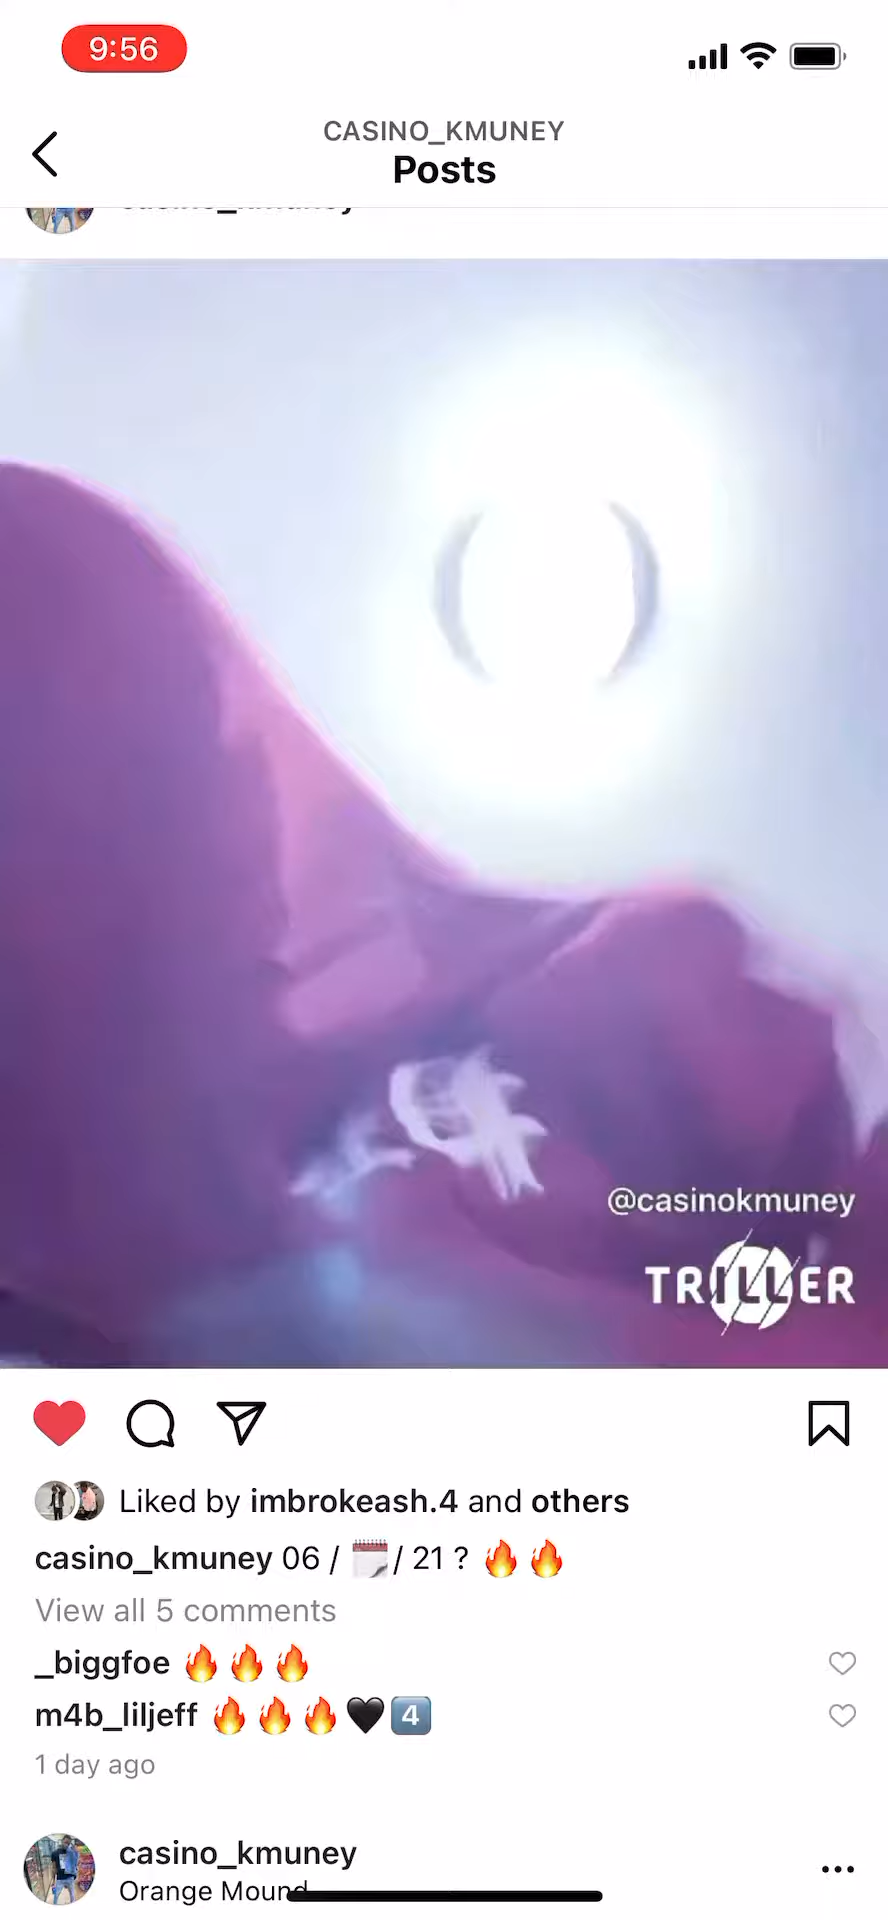 9:56
CASINO_KMUNEY
Posts
@casinokmuney
TRILLER
Liked by imbrokeash.4 and others
casino_kmuney 06 / 🗓️ / 21 ? 🔥 🔥
View all 5 comments
_biggfoe 🔥🔥🔥
m4b_liljeff 🔥🔥🔥🖤4️⃣
1 day ago
casino_kmuney
Orange Mound